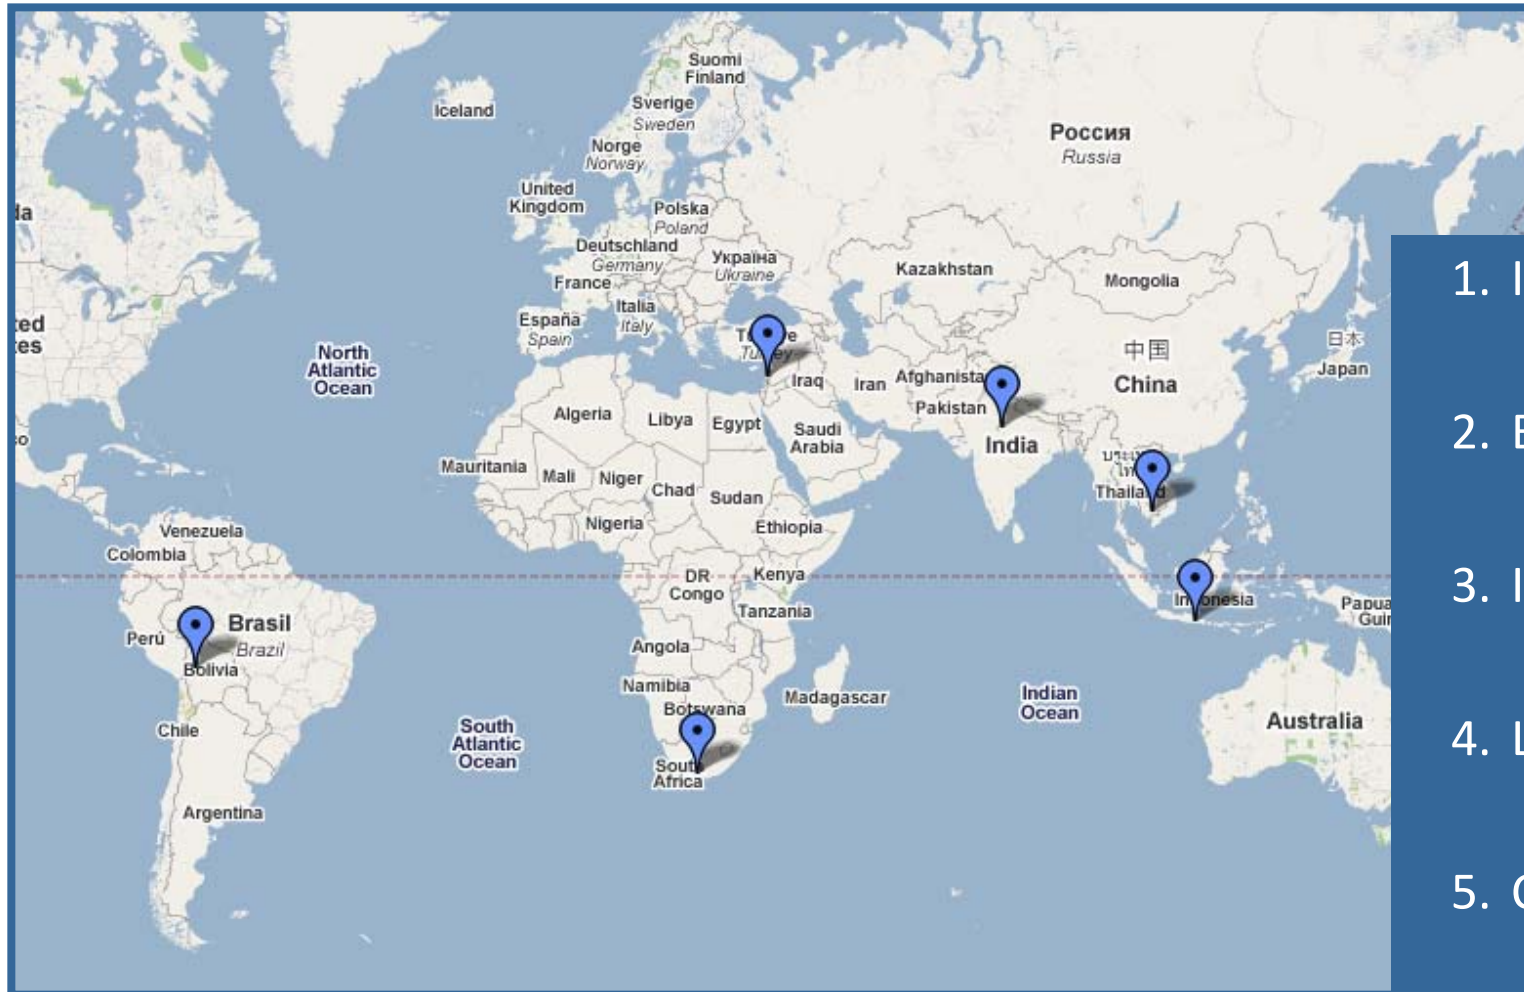 Suomi
Finland
Iceland
Sverige
Sweden
Norge
Norway
Россия
Russia
United
Kingdom
Polska
Poland
Deutschland
Germany
Україна
Ukraine
France
Kazakhstan
Mongolia
Italia
Italy
España
Spain
North
Atlantic
Ocean
中国
China
日本
Japan
Iraq
Iran
Afghanista
Pakistan
India
Algeria
Libya
Egypt
Saudi
Arabia
Mauritania
Mali
Niger
Chad
Sudan
Thailand
Nigeria
Ethiopia
Venezuela
Colombia
DR
Congo
Kenya
Tanzania
Indonesia
Papua
Perú
Brasil
Brazil
Bolivia
Angola
Namibia
Botswana
Madagascar
Indian
Ocean
Australia
Chile
South
Atlantic
Ocean
South
Africa
Argentina
1. I
2. E
3. I
4. L
5. C